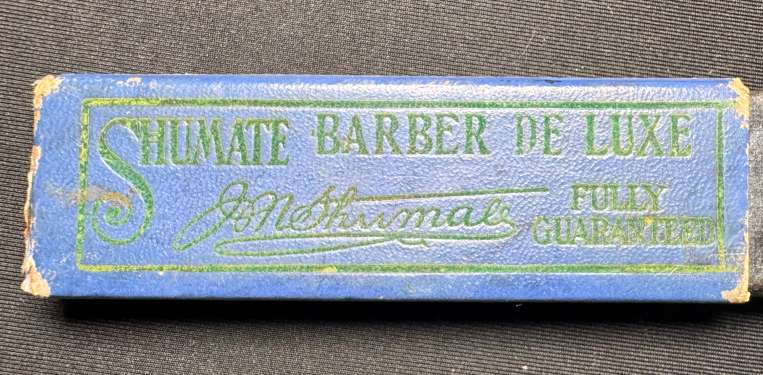 SHUMATE BARBER DE LUXE
J & N Shumate FULLY
GUARANTEED